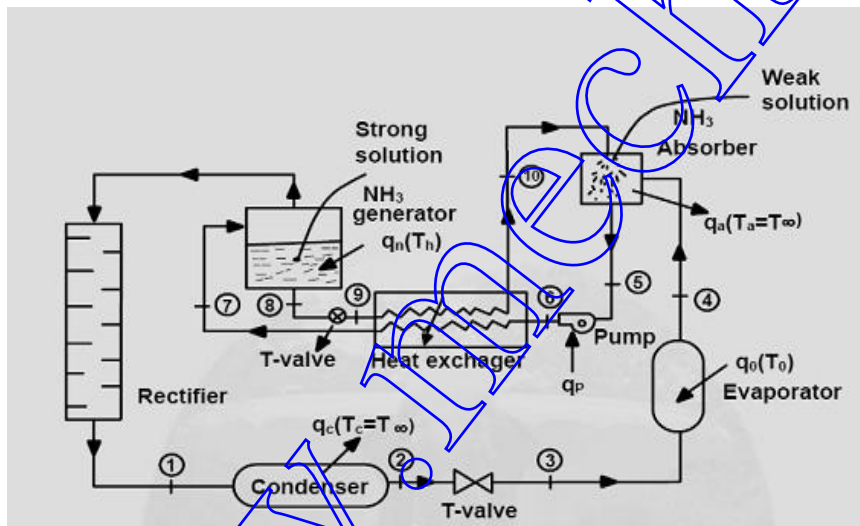 Weak
solution
NH3
Absorber
Strong
solution
NH3
generator
qn(Th)
10
qa(Ta=T∞)
7
8
9
6
5
4
T-valve
Heat exchager
Pump
qP
q0(T0)
Evaporator
Rectifier
qc(Tc=T∞)
1
2
3
Condenser
T-valve